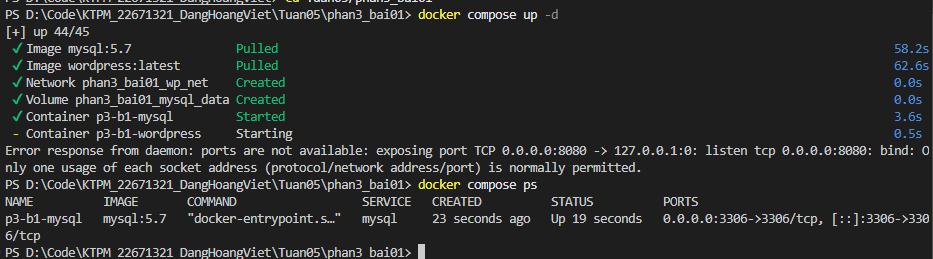 PS D:\Code\KTPM_22671321_DangHoangViet\Tuan05\phan3_bai01> docker compose up -d
[+] up 44/45
✓ Image mysql:5.7 Pulled 58.2s
✓ Image wordpress:latest Pulled 62.6s
✓ Network phan3_bai01_wp_net Created 0.0s
✓ Volume phan3_bai01_mysql_data Created 0.0s
✓ Container p3-b1-mysql Started 3.6s
- Container p3-b1-wordpress Starting 0.5s
Error response from daemon: ports are not available: exposing port TCP 0.0.0.0:8080 -> 127.0.0.1:0: listen tcp 0.0.0.0:8080: bind: O
nly one usage of each socket address (protocol/network address/port) is normally permitted.
PS D:\Code\KTPM_22671321_DangHoangViet\Tuan05\phan3_bai01> docker compose ps
NAME IMAGE COMMAND SERVICE CREATED STATUS PORTS
p3-b1-mysql mysql:5.7 "docker-entrypoint.s…" mysql 23 seconds ago Up 19 seconds 0.0.0.0:3306->3306/tcp, [::]:3306->330
6/tcp
PS D:\Code\KTPM_22671321_DangHoangViet\Tuan05\phan3_bai01>